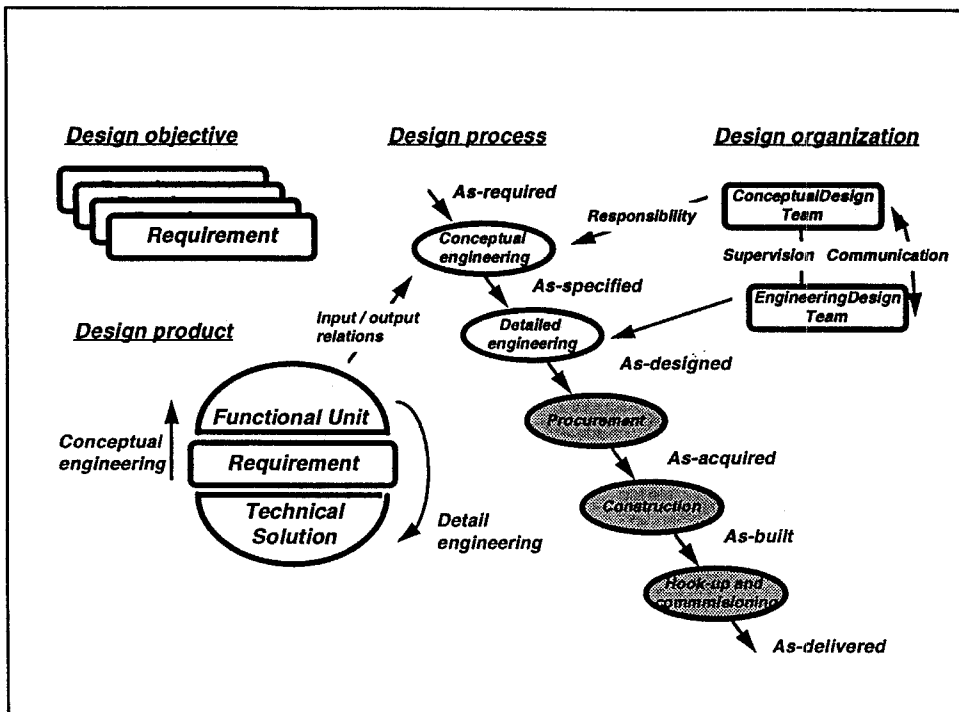 Design objective
Requirement
Design process
As-required
Conceptual
engineering
As-specified
Detailed
engineering
As-designed
Procurement
As-acquired
Construction
As-built
Hook-up and
commmisioning
As-delivered
Design organization
ConceptualDesign
Team
Responsibility
Supervision
Communication
EngineeringDesign
Team
Design product
Input / output
relations
Functional Unit
Requirement
Technical
Solution
Conceptual
engineering
Detail
engineering